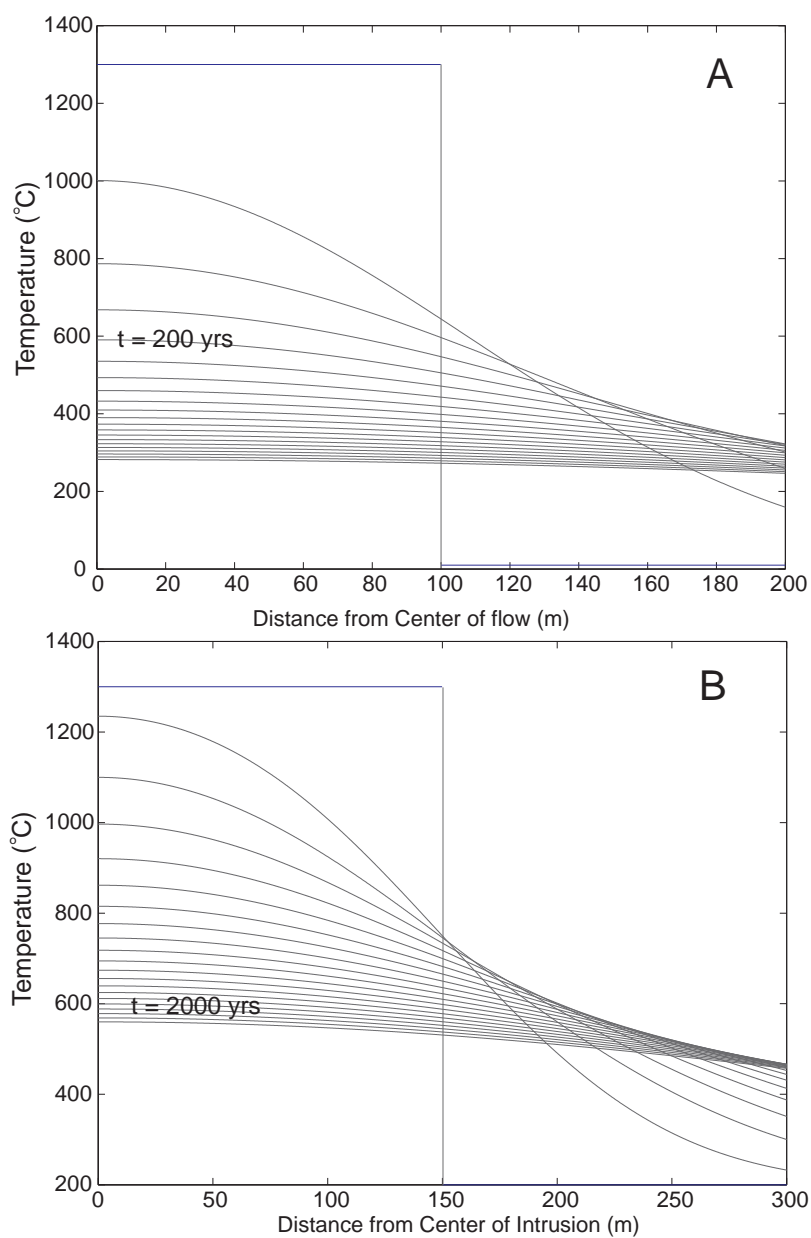 1400
1200
1000
800
600
400
200
0
Temperature (°C)
A
t = 200 yrs
0 20 40 60 80 100 120 140 160 180 200
Distance from Center of flow (m)
1400
1200
1000
800
600
400
200
Temperature (°C)
B
t = 2000 yrs
0 50 100 150 200 250 300
Distance from Center of Intrusion (m)